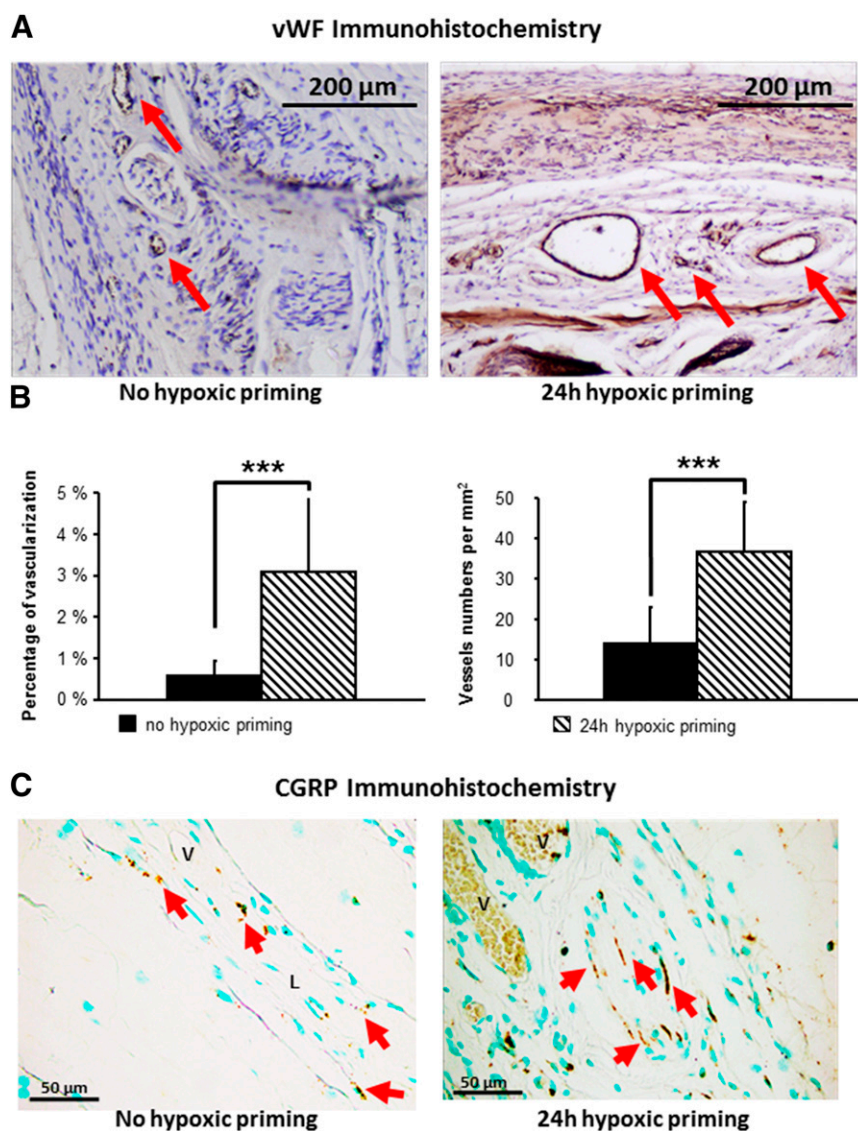 A
vWF Immunohistochemistry
200 µm
200 µm
No hypoxic priming
24h hypoxic priming
B
Percentage of vascularization
5 %
4 %
3 %
2 %
1 %
0 %
***
no hypoxic priming
Vessels numbers per mm²
50
40
30
20
10
0
***
24h hypoxic priming
C
CGRP Immunohistochemistry
V
L
50 µm
V
V
50 µm
No hypoxic priming
24h hypoxic priming